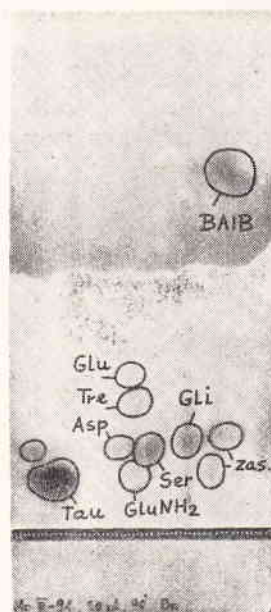 BAIB
Glu
Tre
Asp
Gli
zas.
Ser
Tau
GluNH2